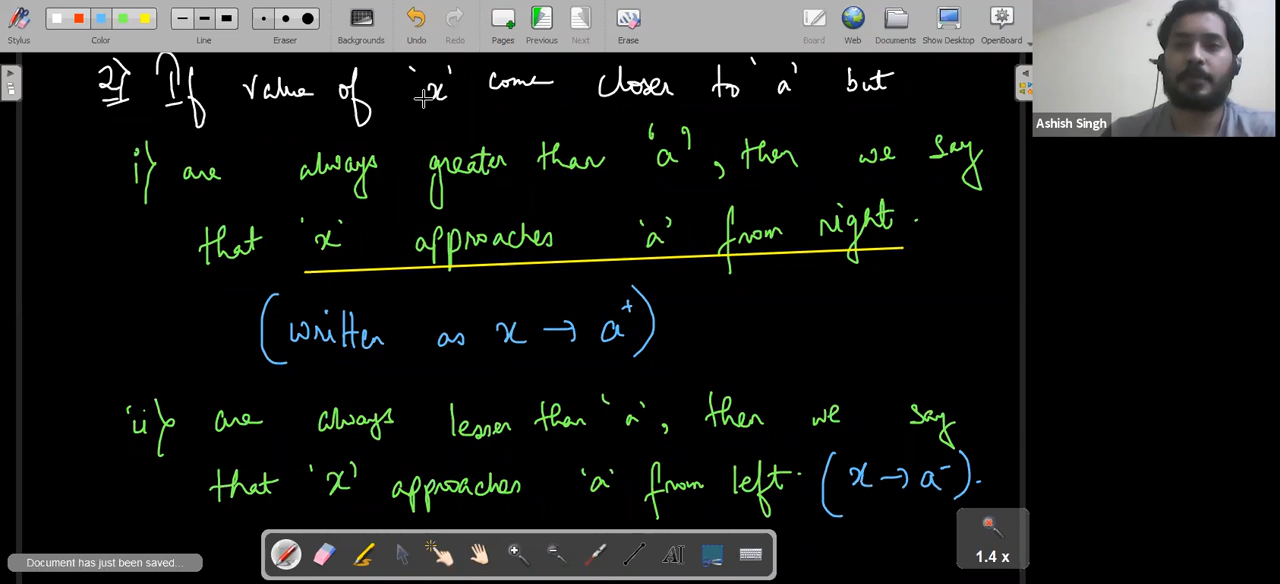 Stylus Color Line Eraser Backgrounds Undo Redo Pages Previous Next Erase Board Web Documents Show Desktop OpenBoard
2) If value of 'x' come closer to 'a' but
i) are always greater than 'a', then we say
that 'x' approaches 'a' from right.
(written as x → a⁺)
ii) are always lesser than 'a', then we say
that 'x' approaches 'a' from left. (x → a⁻).
Ashish Singh
1.4 x
Document has just been saved...
AI